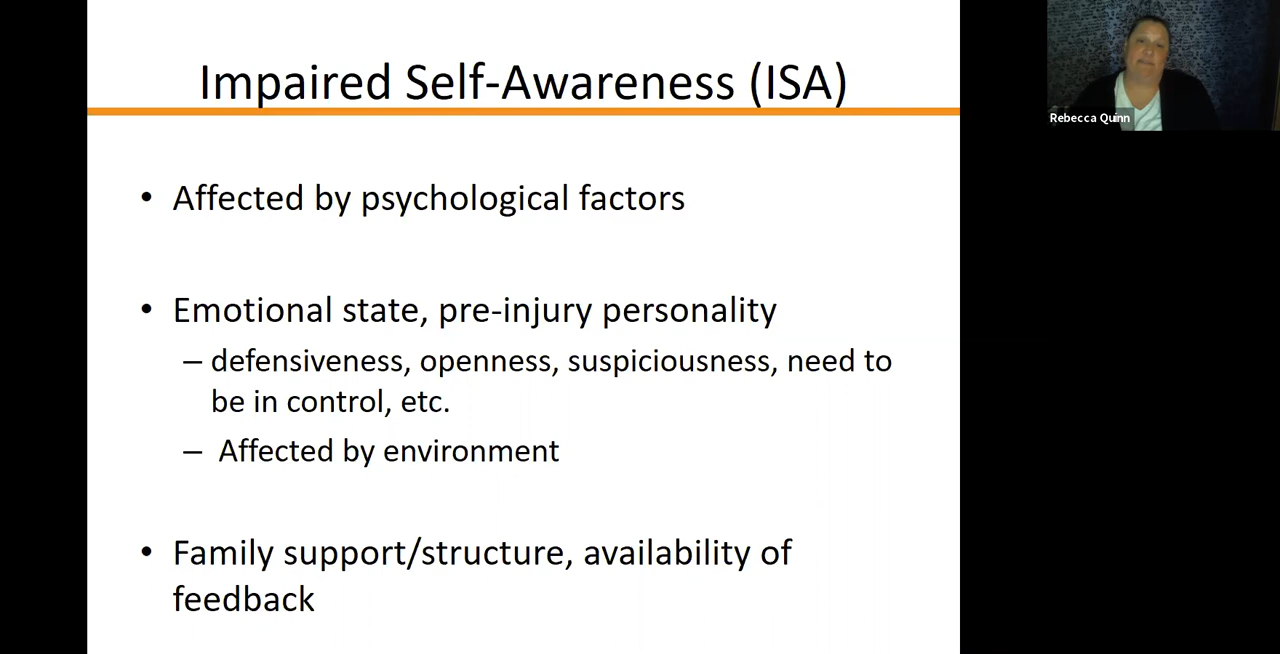 Impaired Self-Awareness (ISA)
• Affected by psychological factors
• Emotional state, pre-injury personality
– defensiveness, openness, suspiciousness, need to
be in control, etc.
– Affected by environment
• Family support/structure, availability of
feedback
Rebecca Quinn